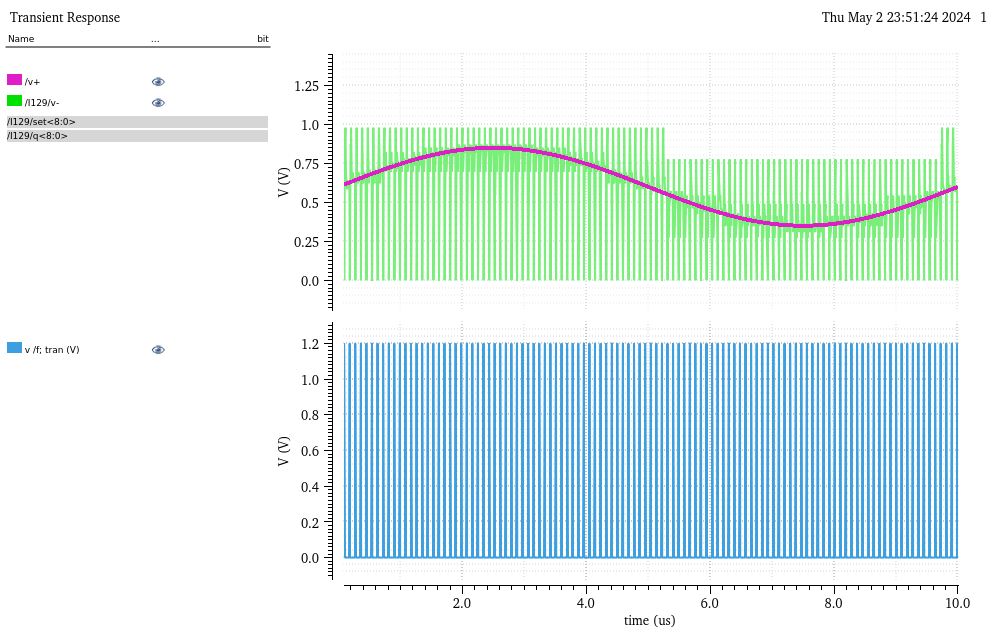 Transient Response
Thu May 2 23:51:24 2024 1
Name ... bit
/v+
/I129/v-
/I129/set<8:0>
/I129/q<8:0>
1.25
1.0
0.75
0.5
0.25
0.0
V (V)
v /f; tran (V)
1.2
1.0
0.8
0.6
0.4
0.2
0.0
V (V)
2.0 4.0 6.0 8.0 10.0
time (us)